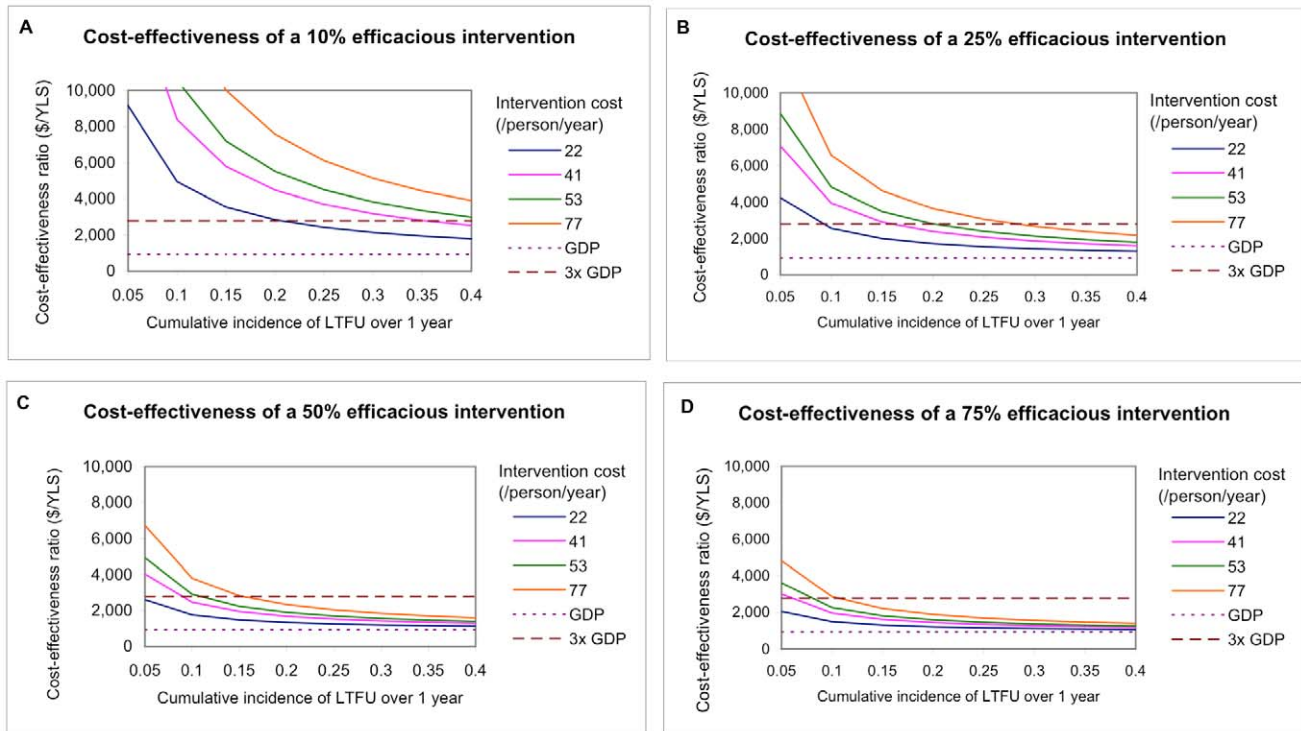 A
Cost-effectiveness of a 10% efficacious intervention
Cost-effectiveness ratio ($/YLS)
10,000
8,000
6,000
4,000
2,000
0
0.05 0.1 0.15 0.2 0.25 0.3 0.35 0.4
Cumulative incidence of LTFU over 1 year
Intervention cost
(/person/year)
22
41
53
77
GDP
3x GDP
B
Cost-effectiveness of a 25% efficacious intervention
Cost-effectiveness ratio ($/YLS)
10,000
8,000
6,000
4,000
2,000
0
0.05 0.1 0.15 0.2 0.25 0.3 0.35 0.4
Cumulative incidence of LTFU over 1 year
Intervention cost
(/person/year)
22
41
53
77
GDP
3x GDP
C
Cost-effectiveness of a 50% efficacious intervention
Cost-effectiveness ratio ($/YLS)
10,000
8,000
6,000
4,000
2,000
0
0.05 0.1 0.15 0.2 0.25 0.3 0.35 0.4
Cumulative incidence of LTFU over 1 year
Intervention cost
(/person/year)
22
41
53
77
GDP
3x GDP
D
Cost-effectiveness of a 75% efficacious intervention
Cost-effectiveness ratio ($/YLS)
10,000
8,000
6,000
4,000
2,000
0
0.05 0.1 0.15 0.2 0.25 0.3 0.35 0.4
Cumulative incidence of LTFU over 1 year
Intervention cost
(/person/year)
22
41
53
77
GDP
3x GDP